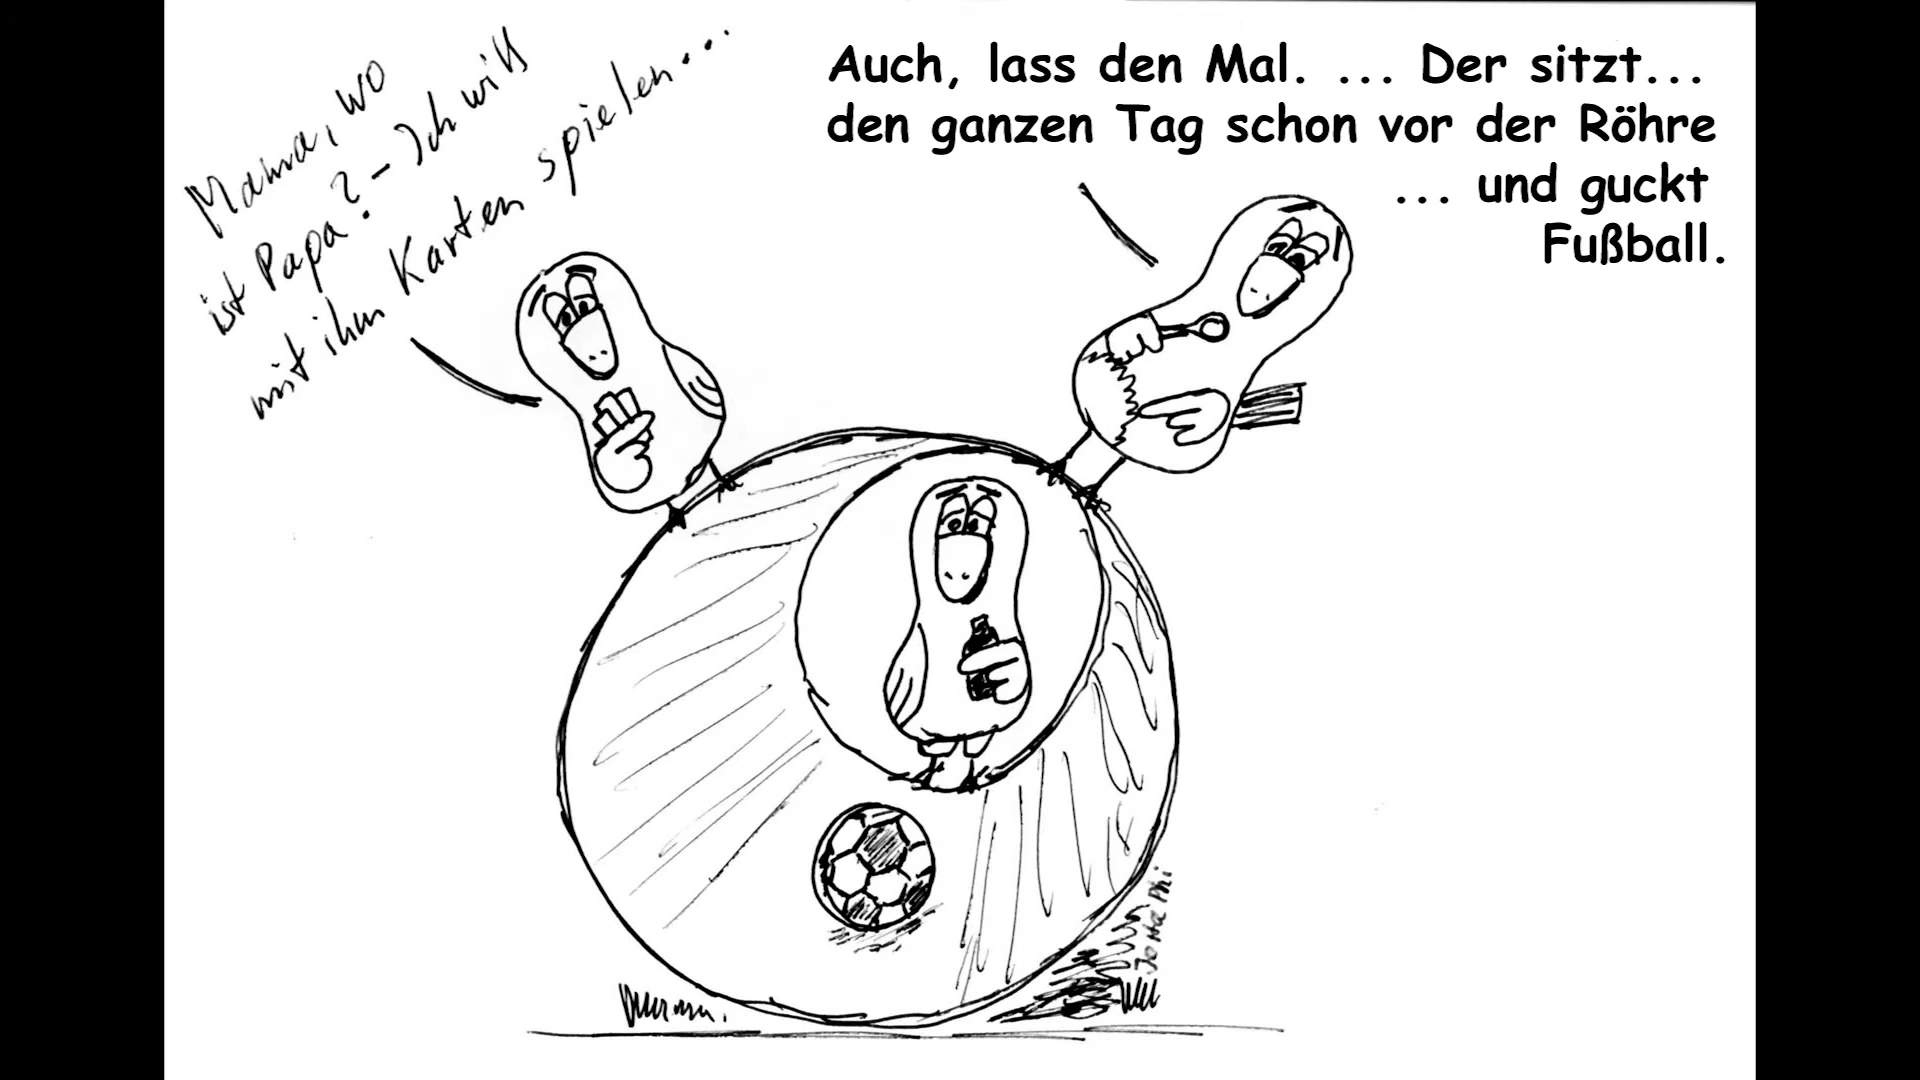 Mama, wo
ist Papa? - Ich will
mit ihm Karten spielen...
Auch, lass den Mal. ... Der sitzt...
den ganzen Tag schon vor der Röhre
... und guckt
Fußball.
JoHaPhi